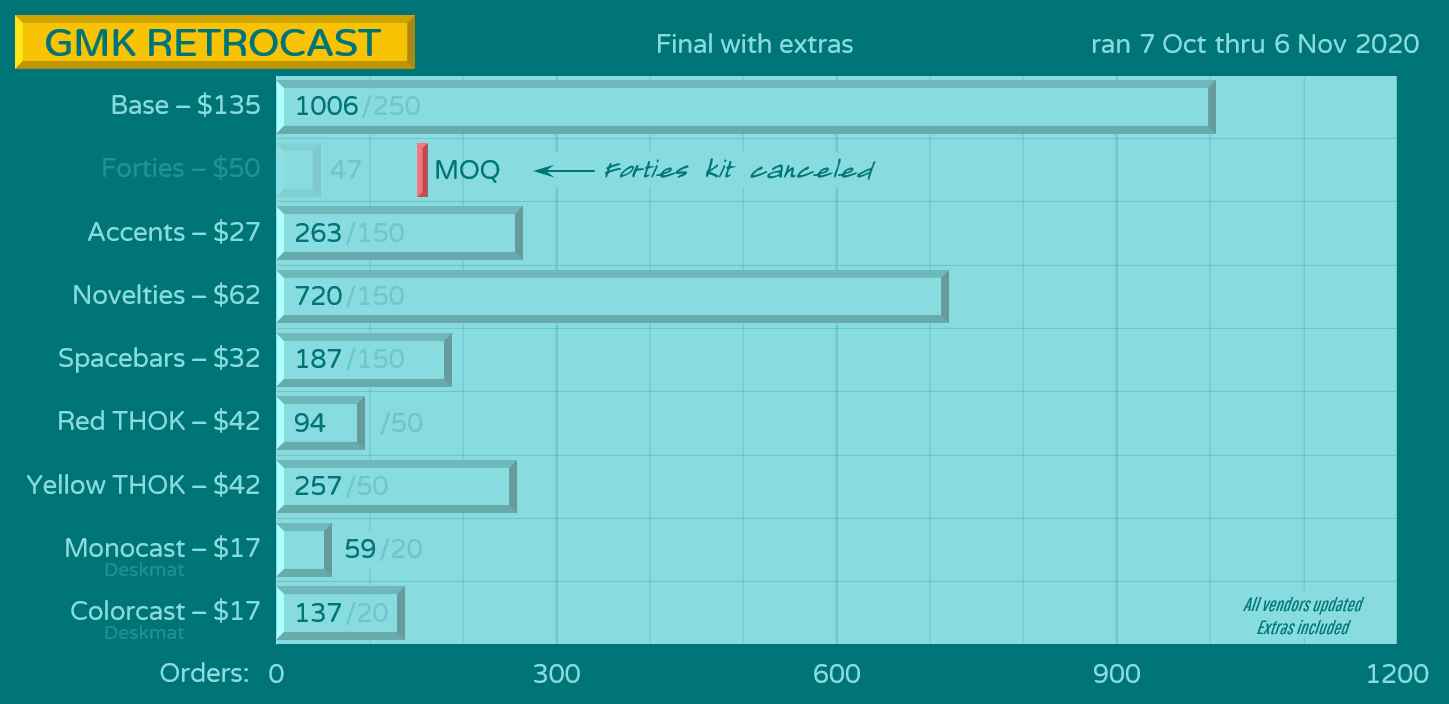 GMK RETROCAST
Final with extras
ran 7 Oct thru 6 Nov 2020
Base – $135 1006/250
Forties – $50 47 MOQ Forties kit canceled
Accents – $27 263/150
Novelties – $62 720/150
Spacebars – $32 187/150
Red THOK – $42 94 /50
Yellow THOK – $42 257/50
Monocast – $17 59/20
Deskmat
Colorcast – $17 137/20
Deskmat
All vendors updated
Extras included
Orders: 0 300 600 900 1200